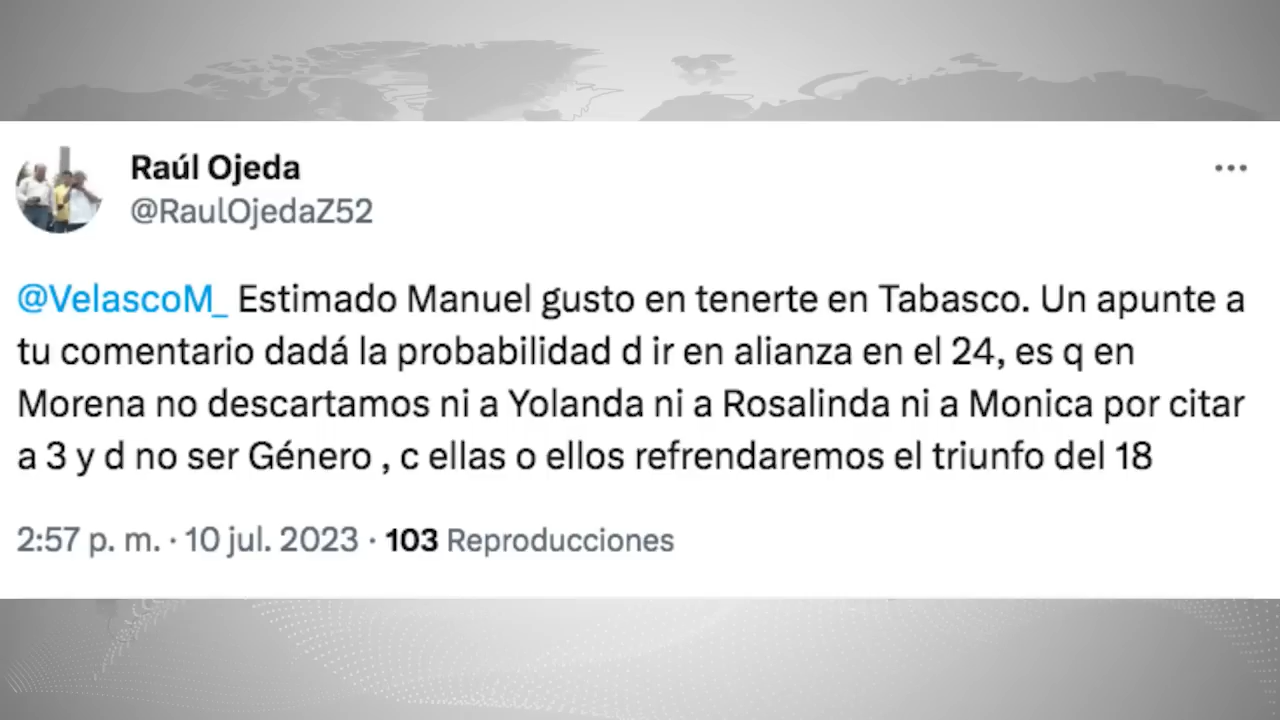 Raúl Ojeda
@RaulOjedaZ52
@VelascoM_ Estimado Manuel gusto en tenerte en Tabasco. Un apunte a
tu comentario dadá la probabilidad d ir en alianza en el 24, es q en
Morena no descartamos ni a Yolanda ni a Rosalinda ni a Monica por citar
a 3 y d no ser Género , c ellas o ellos refrendaremos el triunfo del 18
2:57 p. m. · 10 jul. 2023 · 103 Reproducciones